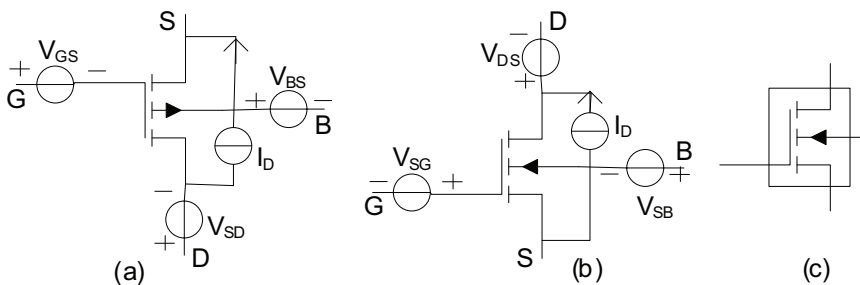 S
V_GS
+
−
G
V_BS
+
−
B
I_D
−
V_SD
+
D
(a)
−
D
V_DS
+
I_D
V_SG
−
+
G
B
−
+
V_SB
S
(b)
(c)